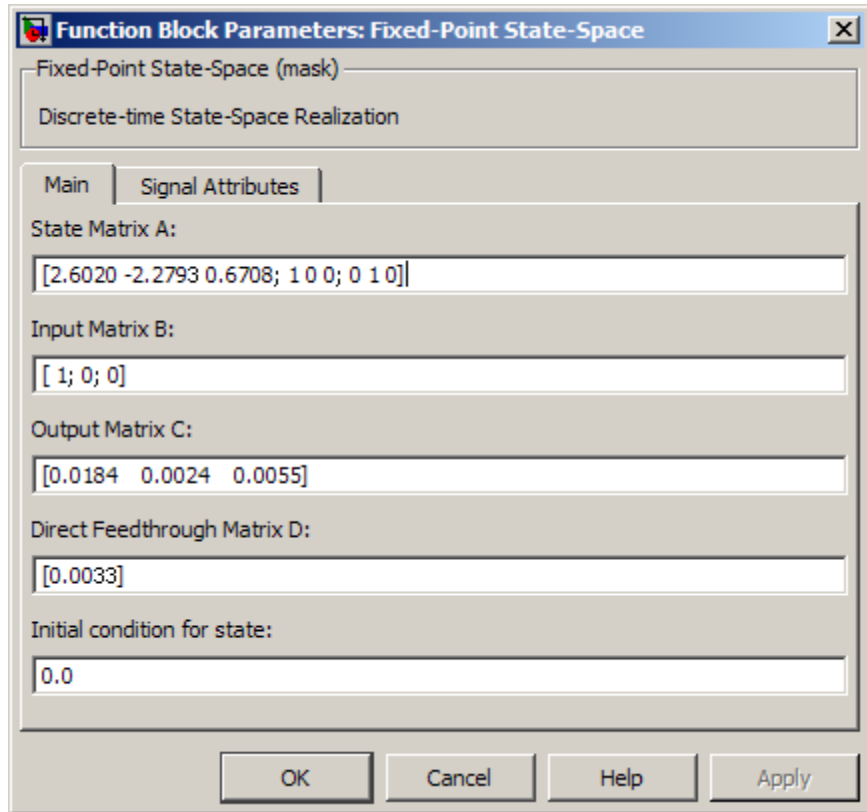 Function Block Parameters: Fixed-Point State-Space
Fixed-Point State-Space (mask)
Discrete-time State-Space Realization
Main Signal Attributes
State Matrix A:
[2.6020 -2.2793 0.6708; 1 0 0; 0 1 0]
Input Matrix B:
[ 1; 0; 0]
Output Matrix C:
[0.0184 0.0024 0.0055]
Direct Feedthrough Matrix D:
[0.0033]
Initial condition for state:
0.0
OK Cancel Help Apply